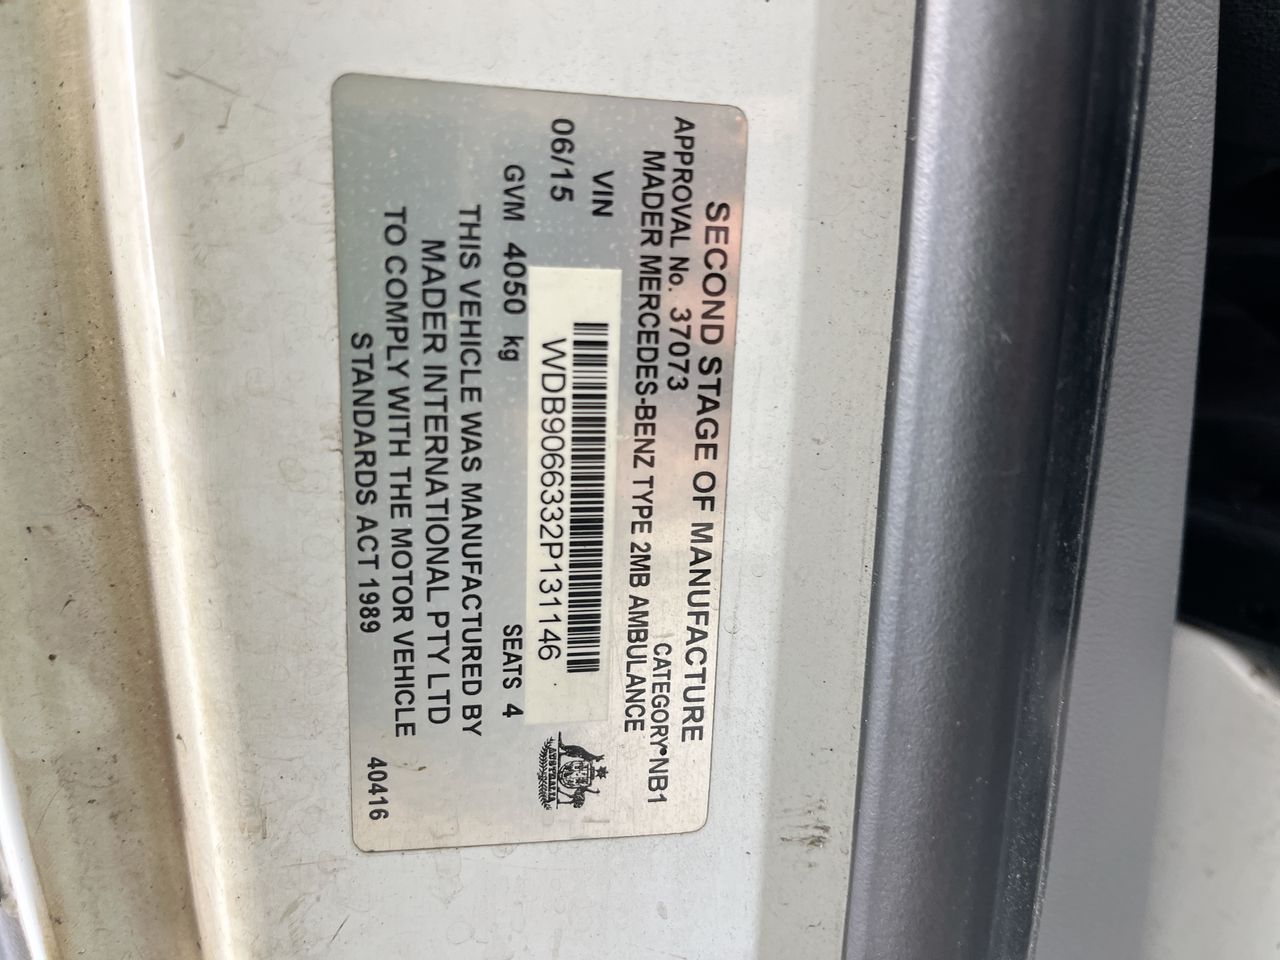 SECOND STAGE OF MANUFACTURE
APPROVAL No. 37073 CATEGORY•NB1
MADER MERCEDES-BENZ TYPE 2MB AMBULANCE
VIN
06/15 WDB9066332P131146
AUSTRALIA
GVM 4050 kg SEATS 4
THIS VEHICLE WAS MANUFACTURED BY
MADER INTERNATIONAL PTY LTD
TO COMPLY WITH THE MOTOR VEHICLE
STANDARDS ACT 1989
40416